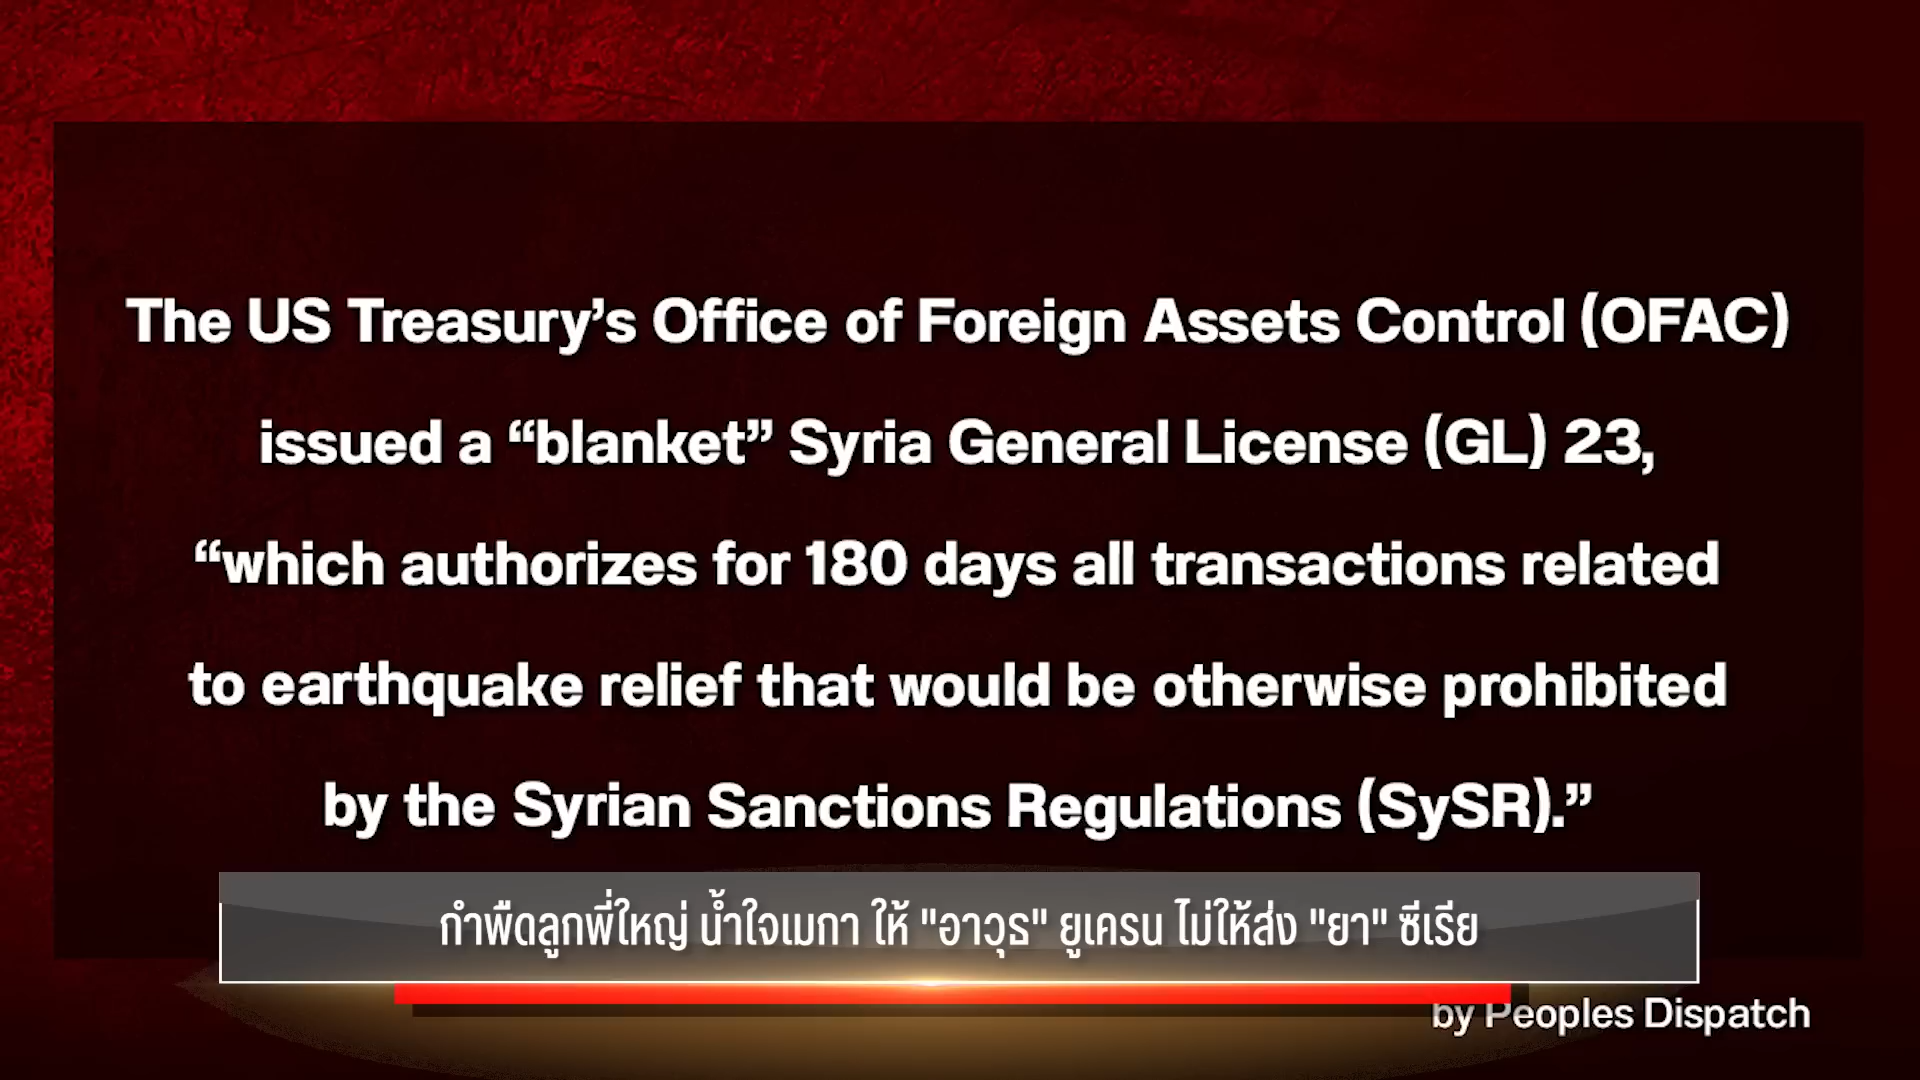 The US Treasury’s Office of Foreign Assets Control (OFAC)
issued a “blanket” Syria General License (GL) 23,
“which authorizes for 180 days all transactions related
to earthquake relief that would be otherwise prohibited
by the Syrian Sanctions Regulations (SySR).”
กำพืดลูกพี่ใหญ่ น้ำใจเมกา ให้ "อาวุธ" ยูเครน ไม่ให้ส่ง "ยา" ซีเรีย
by Peoples Dispatch